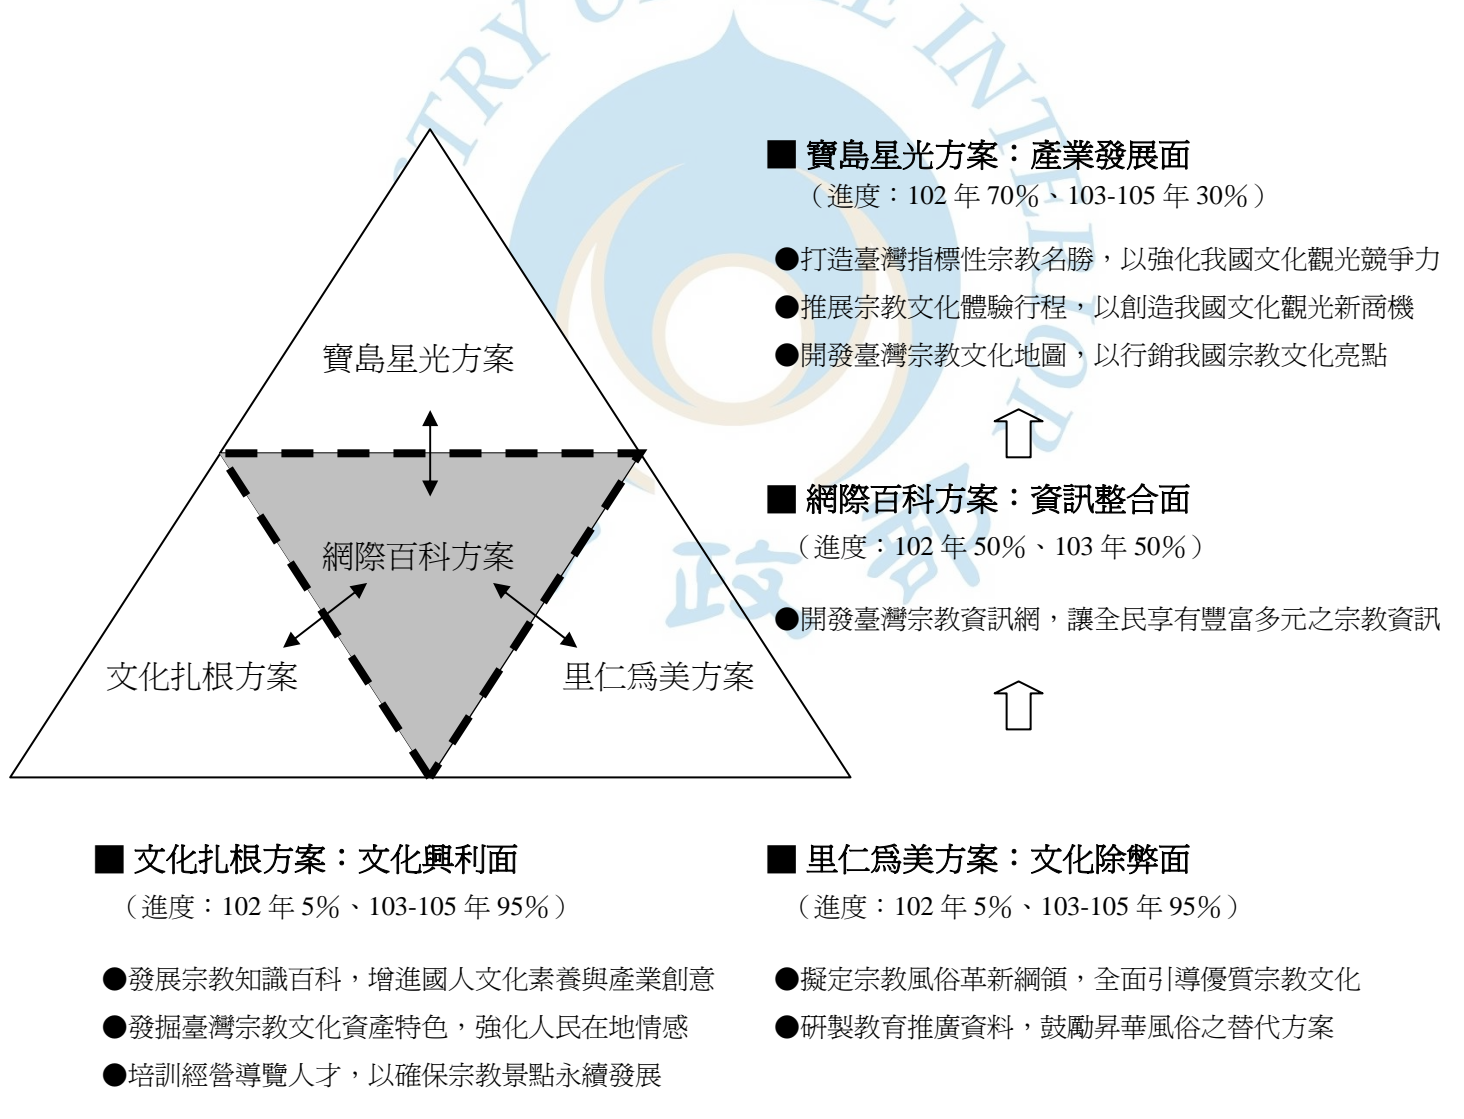 MINISTRY OF THE INTERIOR
■ 寶島星光方案：產業發展面
（進度：102 年 70%、103-105 年 30%）
●打造臺灣指標性宗教名勝，以強化我國文化觀光競爭力
●推展宗教文化體驗行程，以創造我國文化觀光新商機
●開發臺灣宗教文化地圖，以行銷我國宗教文化亮點
寶島星光方案
■ 網際百科方案：資訊整合面
（進度：102 年 50%、103 年 50%）
●開發臺灣宗教資訊網，讓全民享有豐富多元之宗教資訊
網際百科方案
文化扎根方案
里仁為美方案
政部
■ 文化扎根方案：文化興利面
（進度：102 年 5%、103-105 年 95%）
●發展宗教知識百科，增進國人文化素養與產業創意
●發掘臺灣宗教文化資產特色，強化人民在地情感
●培訓經營導覽人才，以確保宗教景點永續發展
■ 里仁為美方案：文化除弊面
（進度：102 年 5%、103-105 年 95%）
●擬定宗教風俗革新綱領，全面引導優質宗教文化
●研製教育推廣資料，鼓勵昇華風俗之替代方案